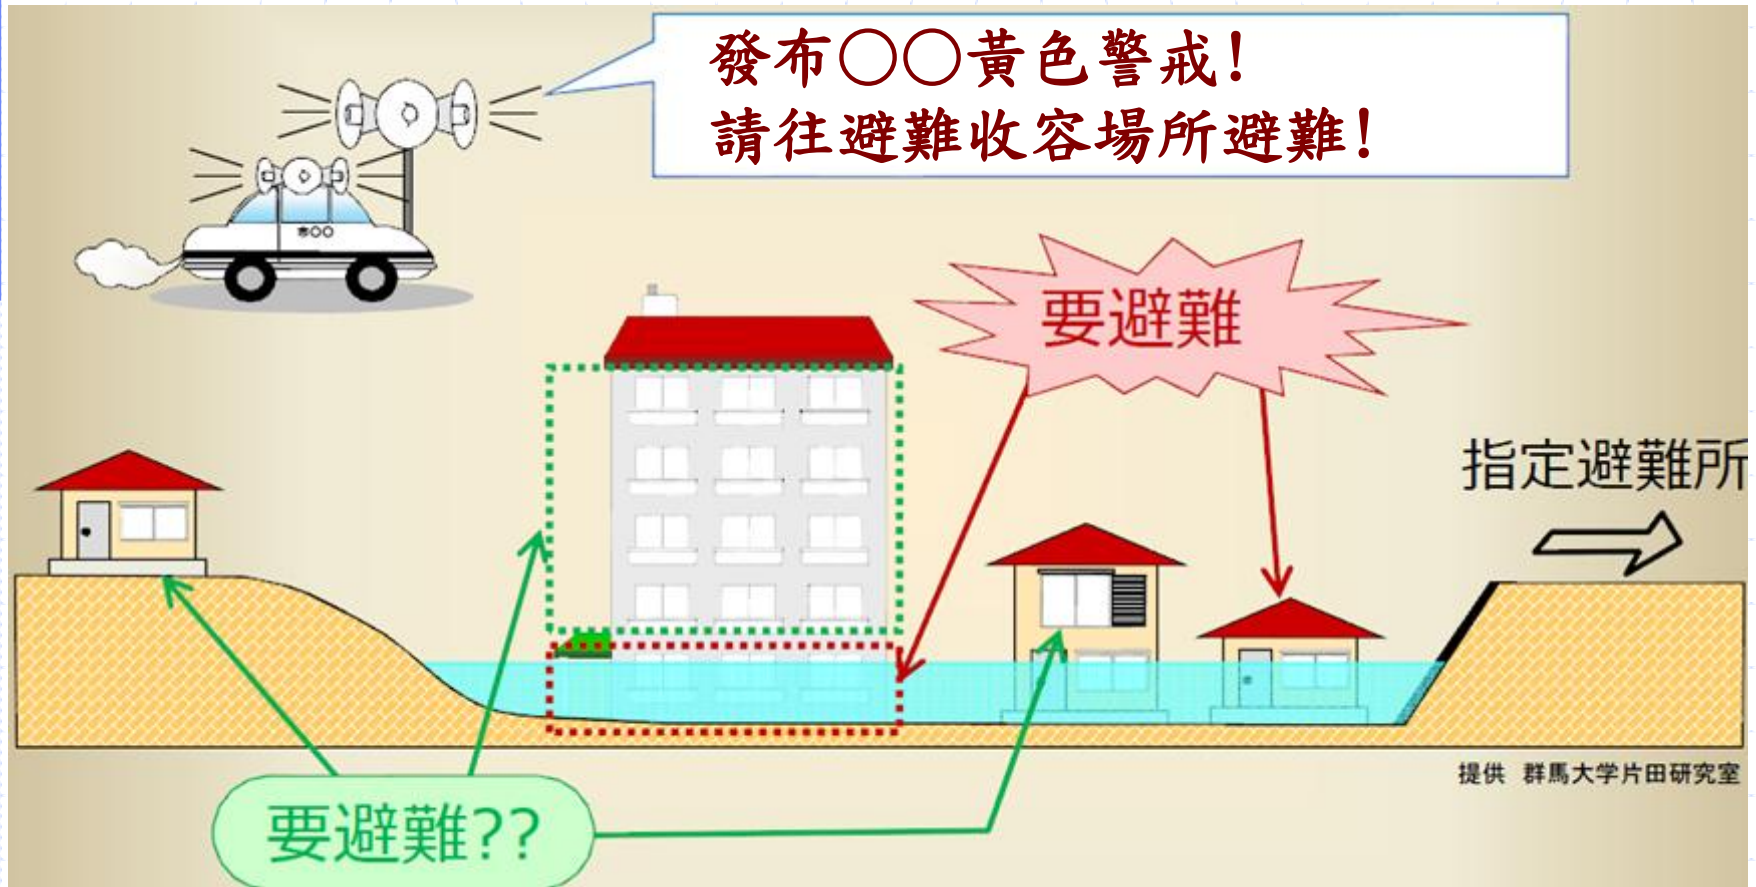 發布○○黃色警戒!
請往避難收容場所避難!
市○○
要避難
指定避難所
提供 群馬大学片田研究室
要避難??